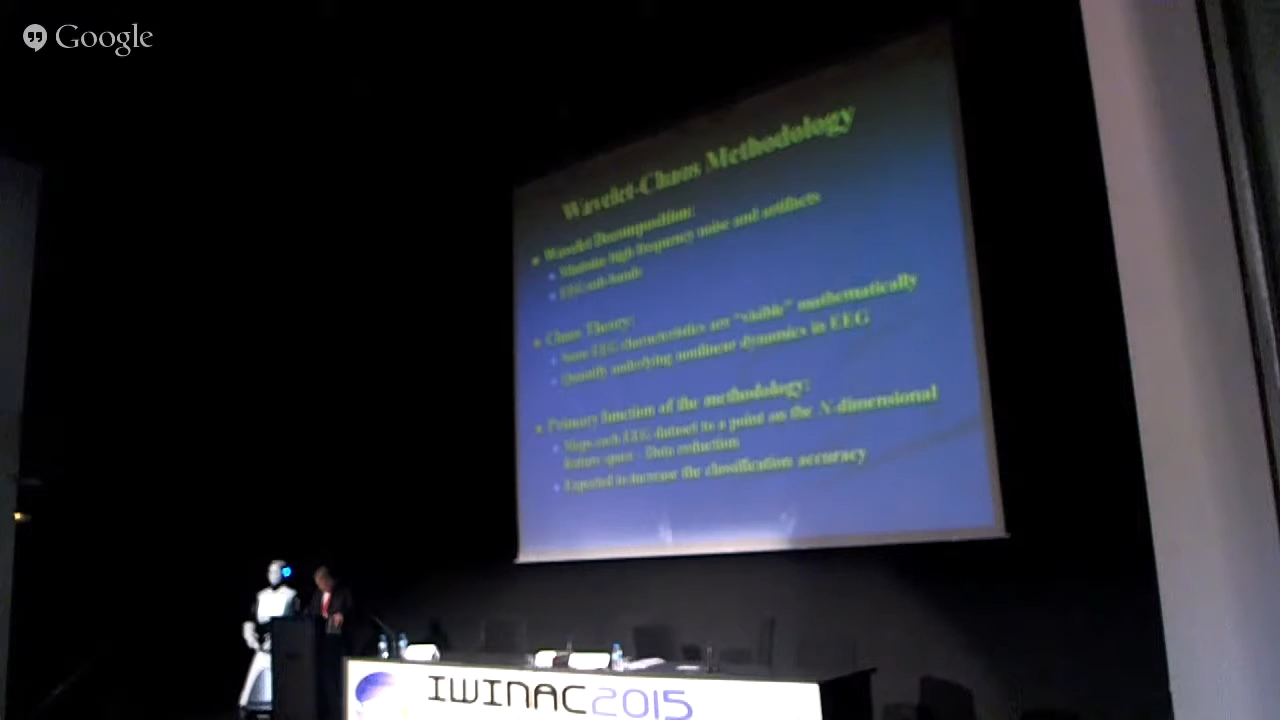 Google
Wavelet-Chaos Methodology
Wavelet Decomposition:
high frequency noise and artifacts
EEG sub-bands
Chaos Theory:
Some EEG characteristics are "visible" mathematically
Quantify underlying nonlinear dynamics in EEG
Primary function of the methodology:
Maps each EEG dataset to a point on the N-dimensional
feature space - Data reduction
Expected to increase the classification accuracy
IWINAC2015